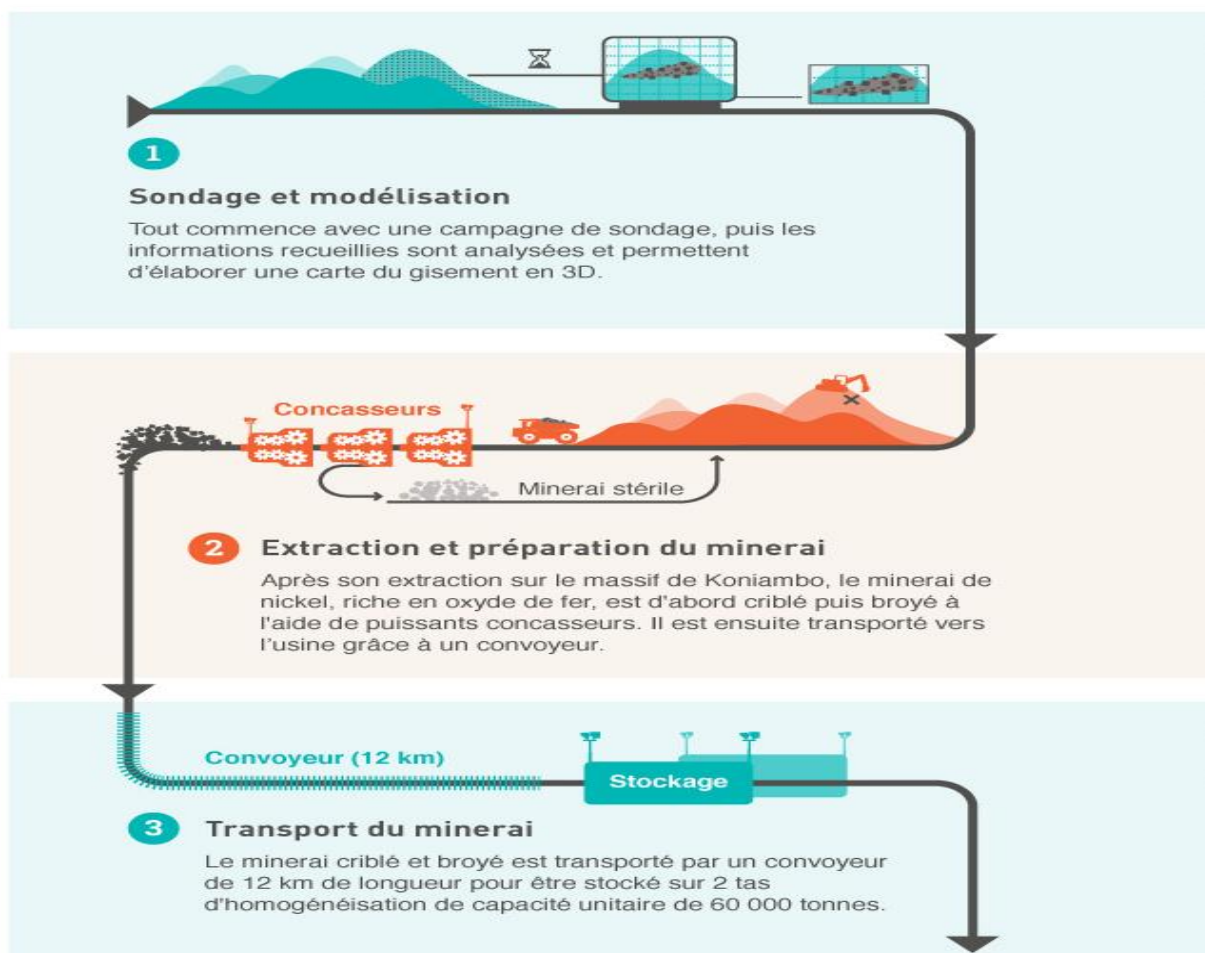 1
Sondage et modélisation
Tout commence avec une campagne de sondage, puis les
informations recueillies sont analysées et permettent
d'élaborer une carte du gisement en 3D.
Concasseurs
Minerai stérile
2 Extraction et préparation du minerai
Après son extraction sur le massif de Koniambo, le minerai de
nickel, riche en oxyde de fer, est d'abord criblé puis broyé à
l'aide de puissants concasseurs. Il est ensuite transporté vers
l'usine grâce à un convoyeur.
Convoyeur (12 km)
Stockage
3 Transport du minerai
Le minerai criblé et broyé est transporté par un convoyeur
de 12 km de longueur pour être stocké sur 2 tas
d'homogénéisation de capacité unitaire de 60 000 tonnes.